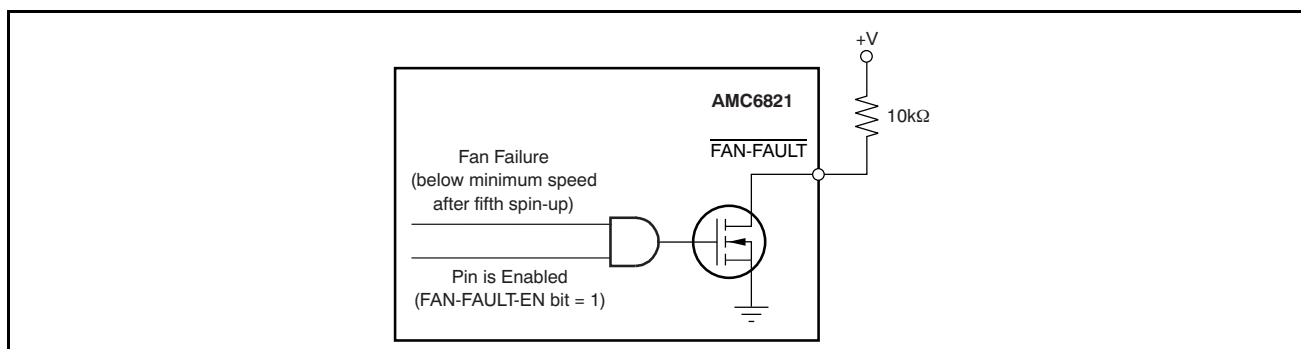 +V
AMC6821
10kΩ
FAN-FAULT
Fan Failure
(below minimum speed
after fifth spin-up)
Pin is Enabled
(FAN-FAULT-EN bit = 1)